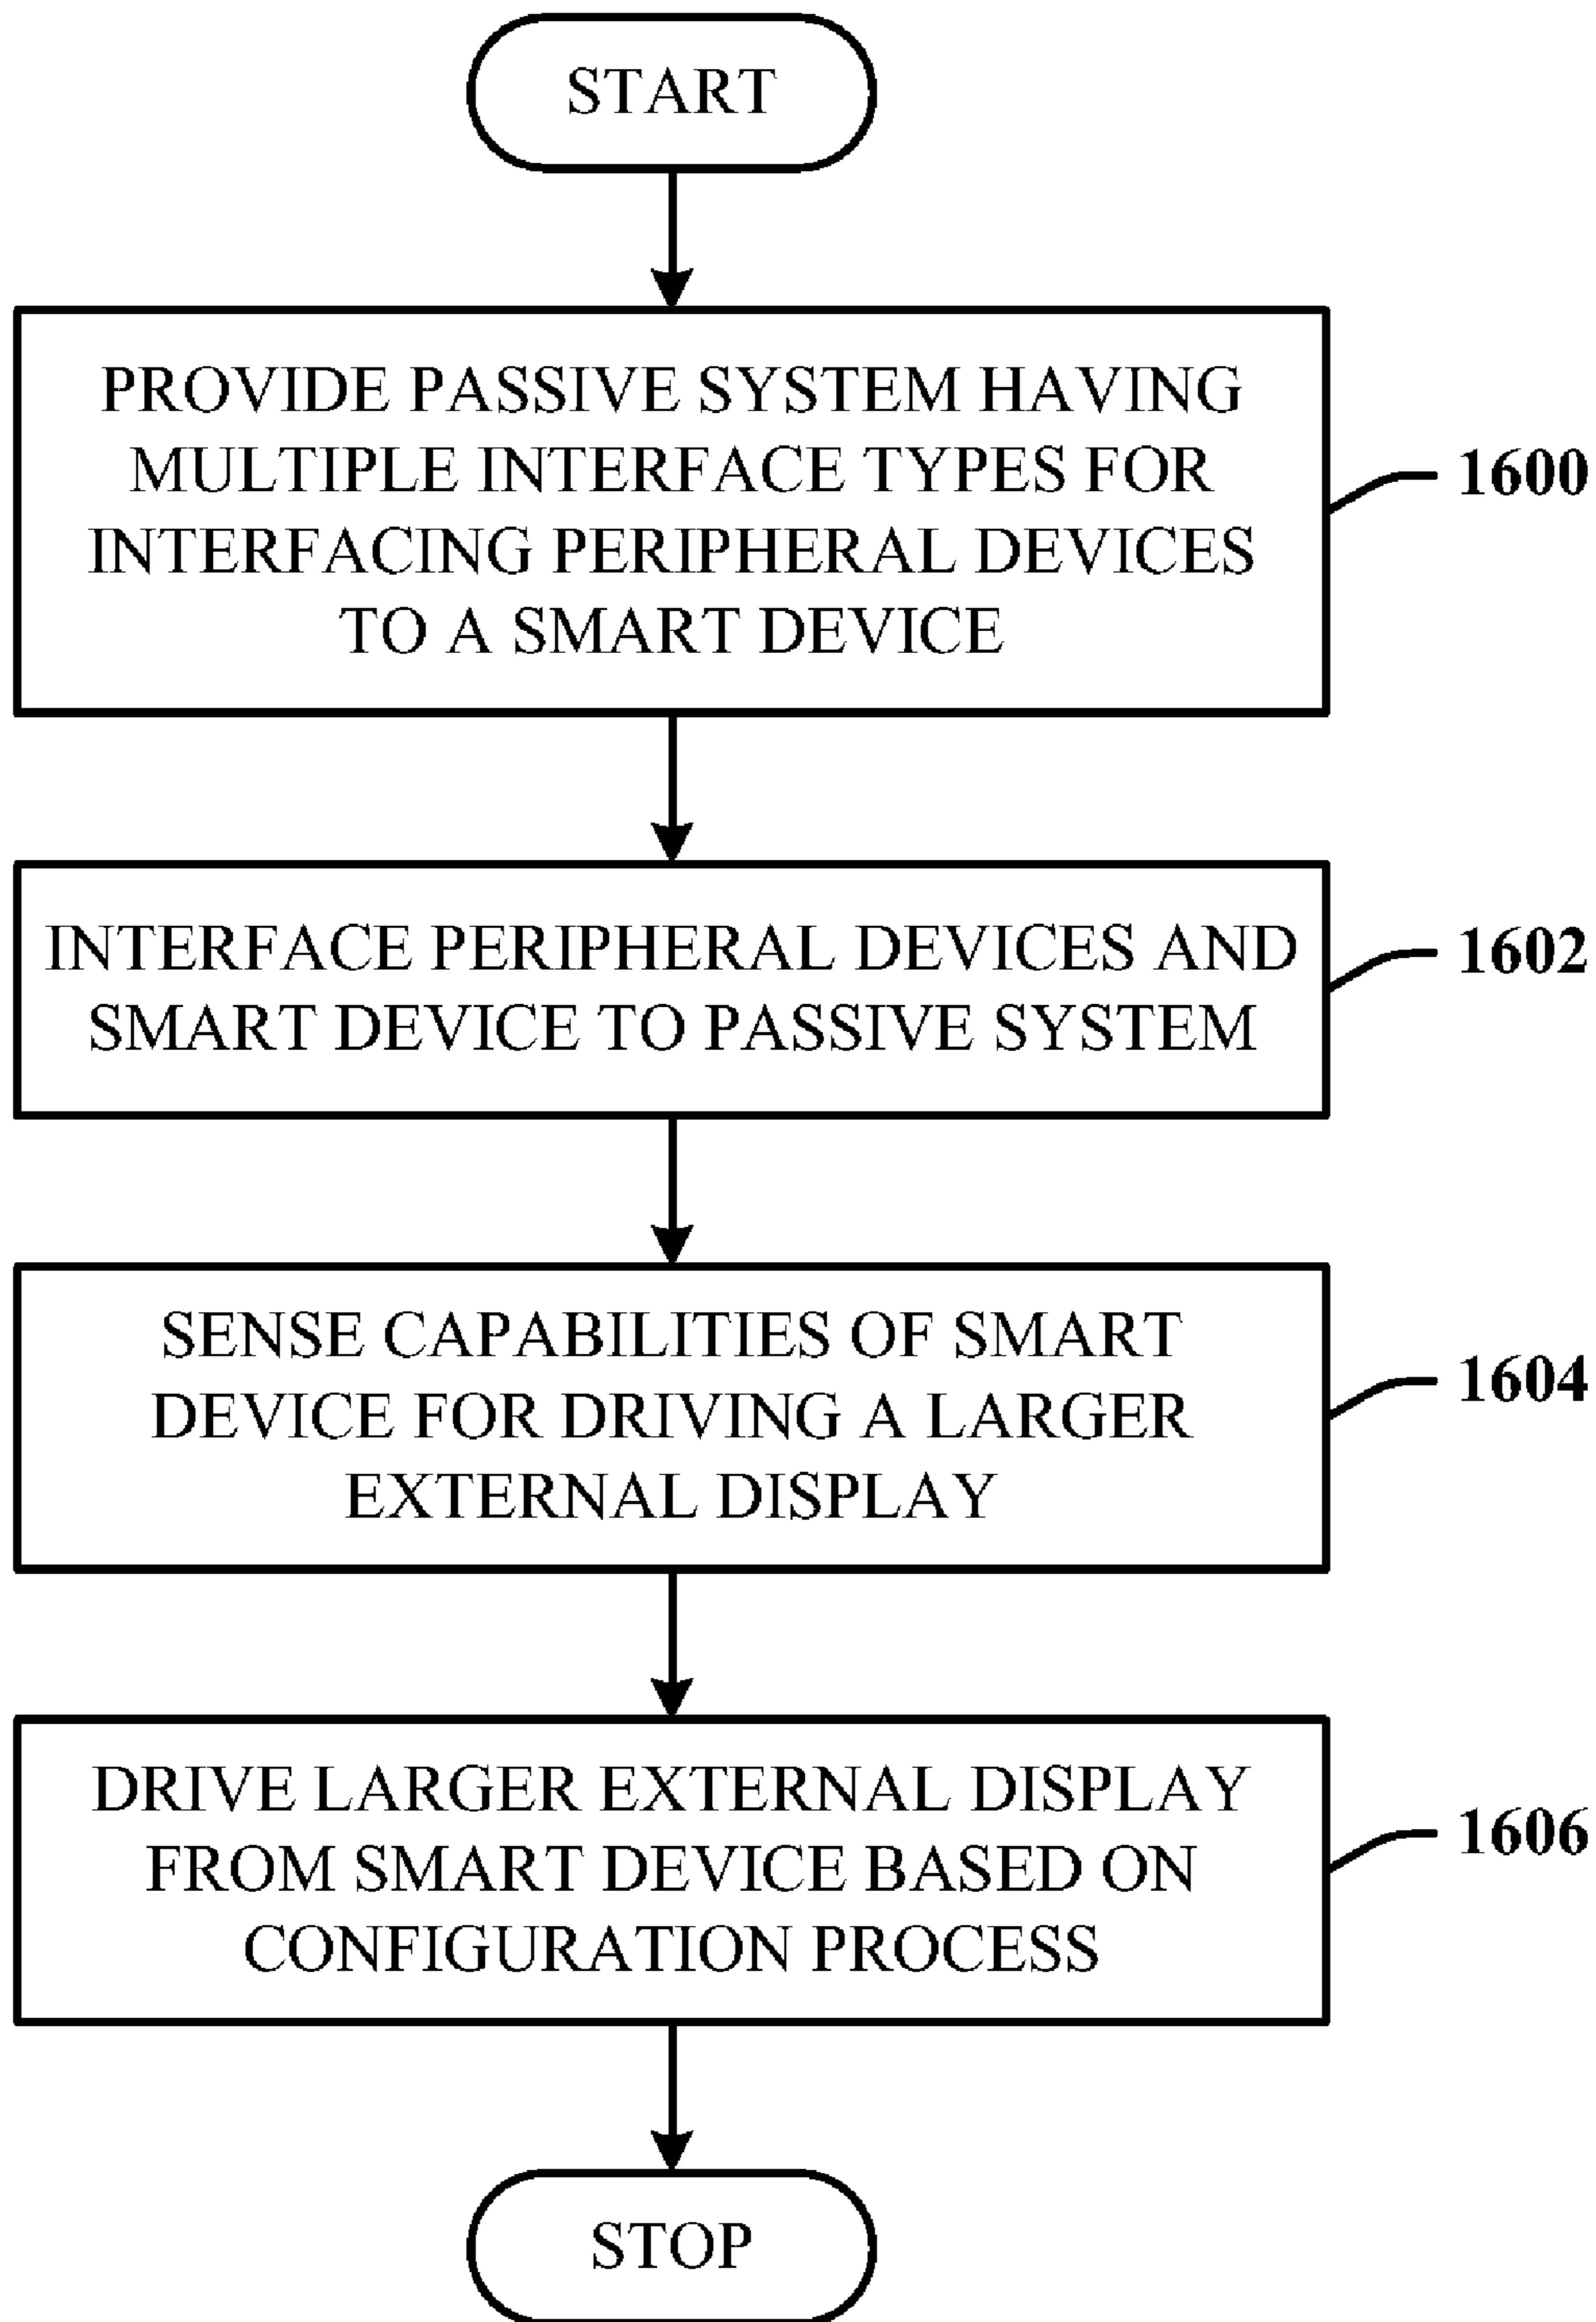 START
PROVIDE PASSIVE SYSTEM HAVING
MULTIPLE INTERFACE TYPES FOR
INTERFACING PERIPHERAL DEVICES
TO A SMART DEVICE
1600
INTERFACE PERIPHERAL DEVICES AND
SMART DEVICE TO PASSIVE SYSTEM
1602
SENSE CAPABILITIES OF SMART
DEVICE FOR DRIVING A LARGER
EXTERNAL DISPLAY
1604
DRIVE LARGER EXTERNAL DISPLAY
FROM SMART DEVICE BASED ON
CONFIGURATION PROCESS
1606
STOP